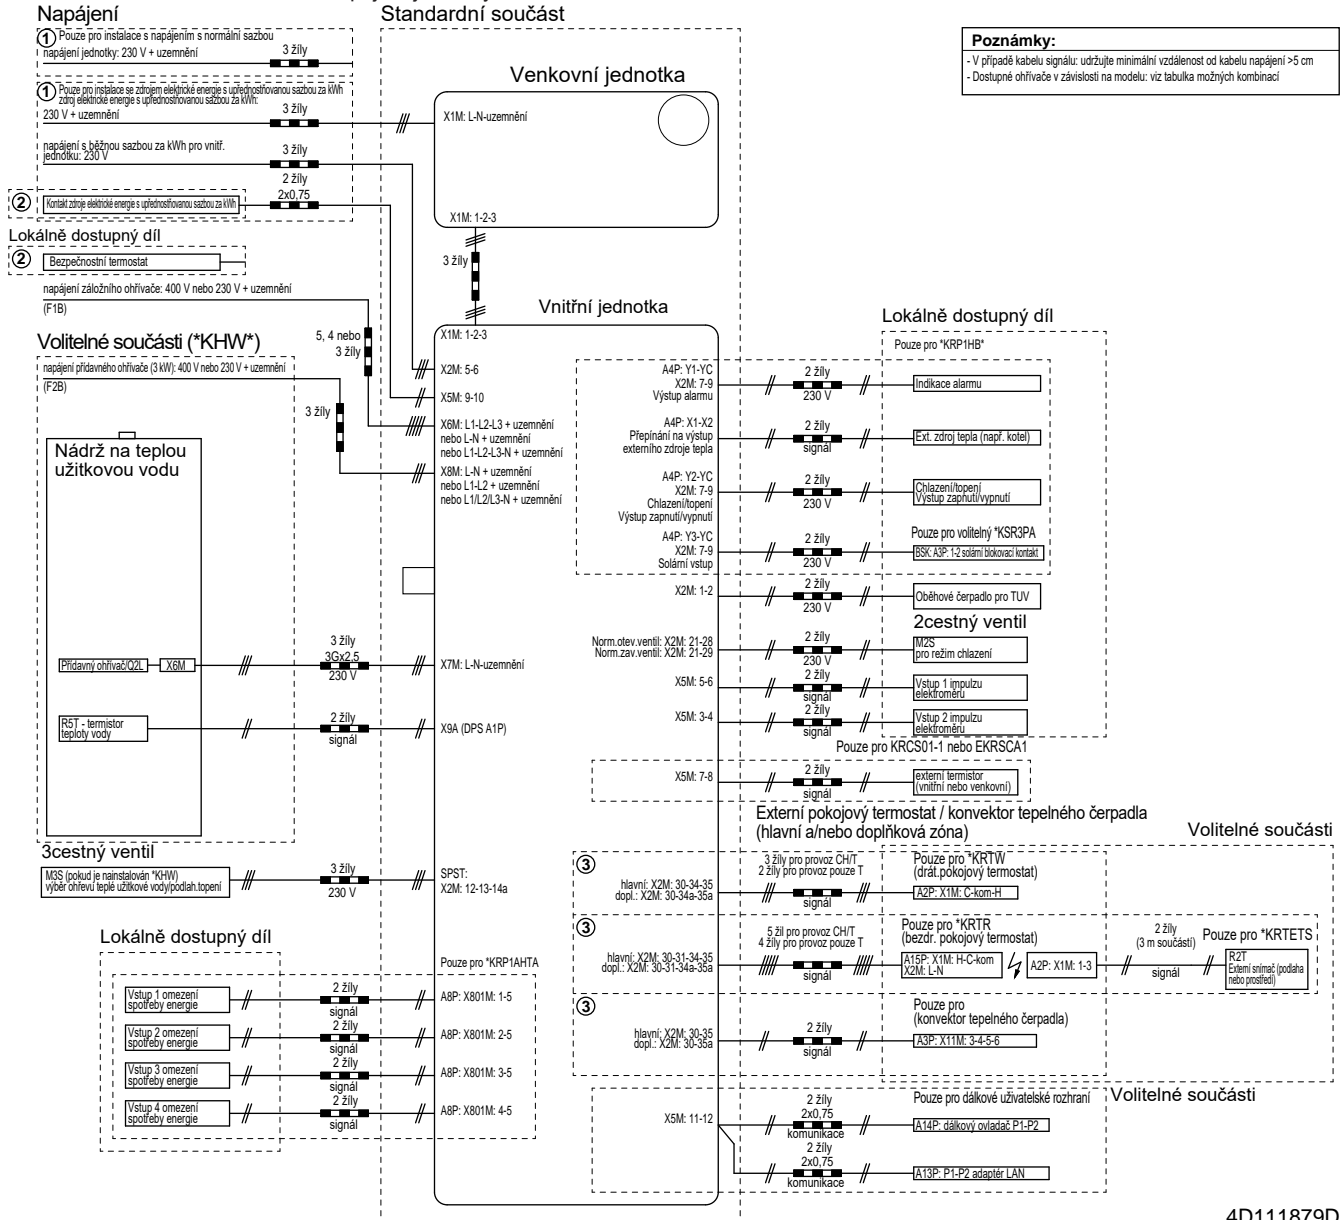 Napájení
Standardní součást
① Pouze pro instalace s napájením s normální sazbou
napájení jednotky: 230 V + uzemnění
3 žíly
① Pouze pro instalace se zdrojem elektrické energie s upřednostňovanou sazbou za kWh
zdroj elektrické energie s upřednostňovanou sazbou za kWh:
230 V + uzemnění
3 žíly
napájení s běžnou sazbou za kWh pro vnitř.
jednotku: 230 V
3 žíly
2 žíly
2x0,75
② Kontakt zdroje elektrické energie s upřednostňovanou sazbou za kWh
Lokálně dostupný díl
② Bezpečnostní termostat
napájení záložního ohřívače: 400 V nebo 230 V + uzemnění
(F1B)
5, 4 nebo
3 žíly
Volitelné součásti (*KHW*)
napájení přídavného ohřívače (3 kW): 400 V nebo 230 V + uzemnění
(F2B)
3 žíly
Nádrž na teplou
užitkovou vodu
Přídavný ohřívač/Q2L
X6M
3 žíly
3Gx2,5
230 V
R5T - termistor
teploty vody
2 žíly
signál
3cestný ventil
M3S (pokud je nainstalován *KHW)
výběr ohřevu teplé užitkové vody/podlah.topení
3 žíly
230 V
Lokálně dostupný díl
Vstup 1 omezení
spotřeby energie
2 žíly
signál
Vstup 2 omezení
spotřeby energie
2 žíly
signál
Vstup 3 omezení
spotřeby energie
2 žíly
signál
Vstup 4 omezení
spotřeby energie
2 žíly
signál
Venkovní jednotka
X1M: L-N-uzemnění
X1M: 1-2-3
3 žíly
Vnitřní jednotka
X1M: 1-2-3
X2M: 5-6
X5M: 9-10
X6M: L1-L2-L3 + uzemnění
nebo L-N + uzemnění
nebo L1-L2-L3-N + uzemnění
X8M: L-N + uzemnění
nebo L1-L2 + uzemnění
nebo L1/L2/L3-N + uzemnění
X7M: L-N-uzemnění
X9A (DPS A1P)
SPST:
X2M: 12-13-14a
Pouze pro *KRP1AHTA
A8P: X801M: 1-5
A8P: X801M: 2-5
A8P: X801M: 3-5
A8P: X801M: 4-5
Poznámky:
- V případě kabelu signálu: udržujte minimální vzdálenost od kabelu napájení >5 cm
- Dostupné ohřívače v závislosti na modelu: viz tabulka možných kombinací
Lokálně dostupný díl
Pouze pro *KRP1HB*
A4P: Y1-YC
X2M: 7-9
Výstup alarmu
2 žíly
230 V
Indikace alarmu
A4P: X1-X2
Přepínání na výstup
externího zdroje tepla
2 žíly
signál
Ext. zdroj tepla (např. kotel)
A4P: Y2-YC
X2M: 7-9
Chlazení/topení
Výstup zapnutí/vypnutí
2 žíly
230 V
Chlazení/topení
Výstup zapnutí/vypnutí
A4P: Y3-YC
X2M: 7-9
Solární vstup
2 žíly
230 V
Pouze pro volitelný *KSR3PA
BSK: A3P: 1-2 solární blokovací kontakt
X2M: 1-2
2 žíly
230 V
Oběhové čerpadlo pro TUV
2cestný ventil
Norm.otev.ventil: X2M: 21-28
Norm.zav.ventil: X2M: 21-29
2 žíly
230 V
M2S
pro režim chlazení
X5M: 5-6
2 žíly
signál
Vstup 1 impulzu
elektroměru
X5M: 3-4
2 žíly
signál
Vstup 2 impulzu
elektroměru
Pouze pro KRCS01-1 nebo EKRSCA1
X5M: 7-8
2 žíly
signál
externí termistor
(vnitřní nebo venkovní)
Externí pokojový termostat / konvektor tepelného čerpadla
(hlavní a/nebo doplňková zóna)
Volitelné součásti
③
hlavní: X2M: 30-34-35
dopl.: X2M: 30-34a-35a
3 žíly pro provoz CH/T
2 žíly pro provoz pouze T
signál
Pouze pro *KRTW
(drát.pokojový termostat)
A2P: X1M: C-kom-H
③
hlavní: X2M: 30-31-34-35
dopl.: X2M: 30-31-34a-35a
5 žil pro provoz CH/T
4 žíly pro provoz pouze T
signál
Pouze pro *KRTR
(bezdr. pokojový termostat)
A15P: X1M: H-C-kom
X2M: L-N
A2P: X1M: 1-3
2 žíly
(3 m součástí)
signál
Pouze pro *KRTETS
R2T
Externí snímač (podlaha
nebo prostředí)
③
hlavní: X2M: 30-35
dopl.: X2M: 30-35a
2 žíly
signál
Pouze pro
(konvektor tepelného čerpadla)
A3P: X11M: 3-4-5-6
X5M: 11-12
2 žíly
2x0,75
komunikace
Pouze pro dálkové uživatelské rozhraní
A14P: dálkový ovladač P1-P2
Volitelné součásti
2 žíly
2x0,75
komunikace
A13P: P1-P2 adaptér LAN
4D111879D